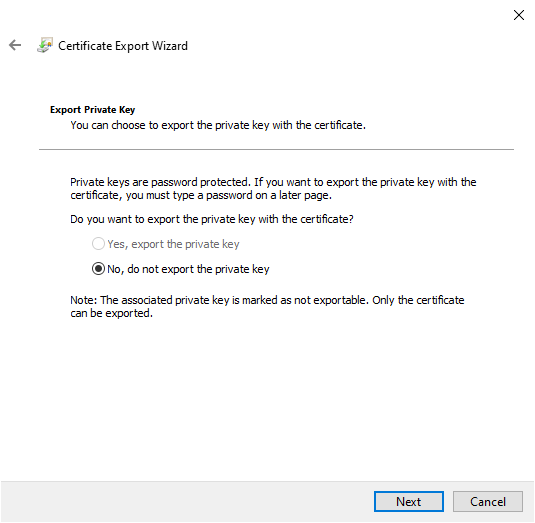 Certificate Export Wizard
Export Private Key
You can choose to export the private key with the certificate.
Private keys are password protected. If you want to export the private key with the
certificate, you must type a password on a later page.
Do you want to export the private key with the certificate?
Yes, export the private key
No, do not export the private key
Note: The associated private key is marked as not exportable. Only the certificate
can be exported.
Next Cancel